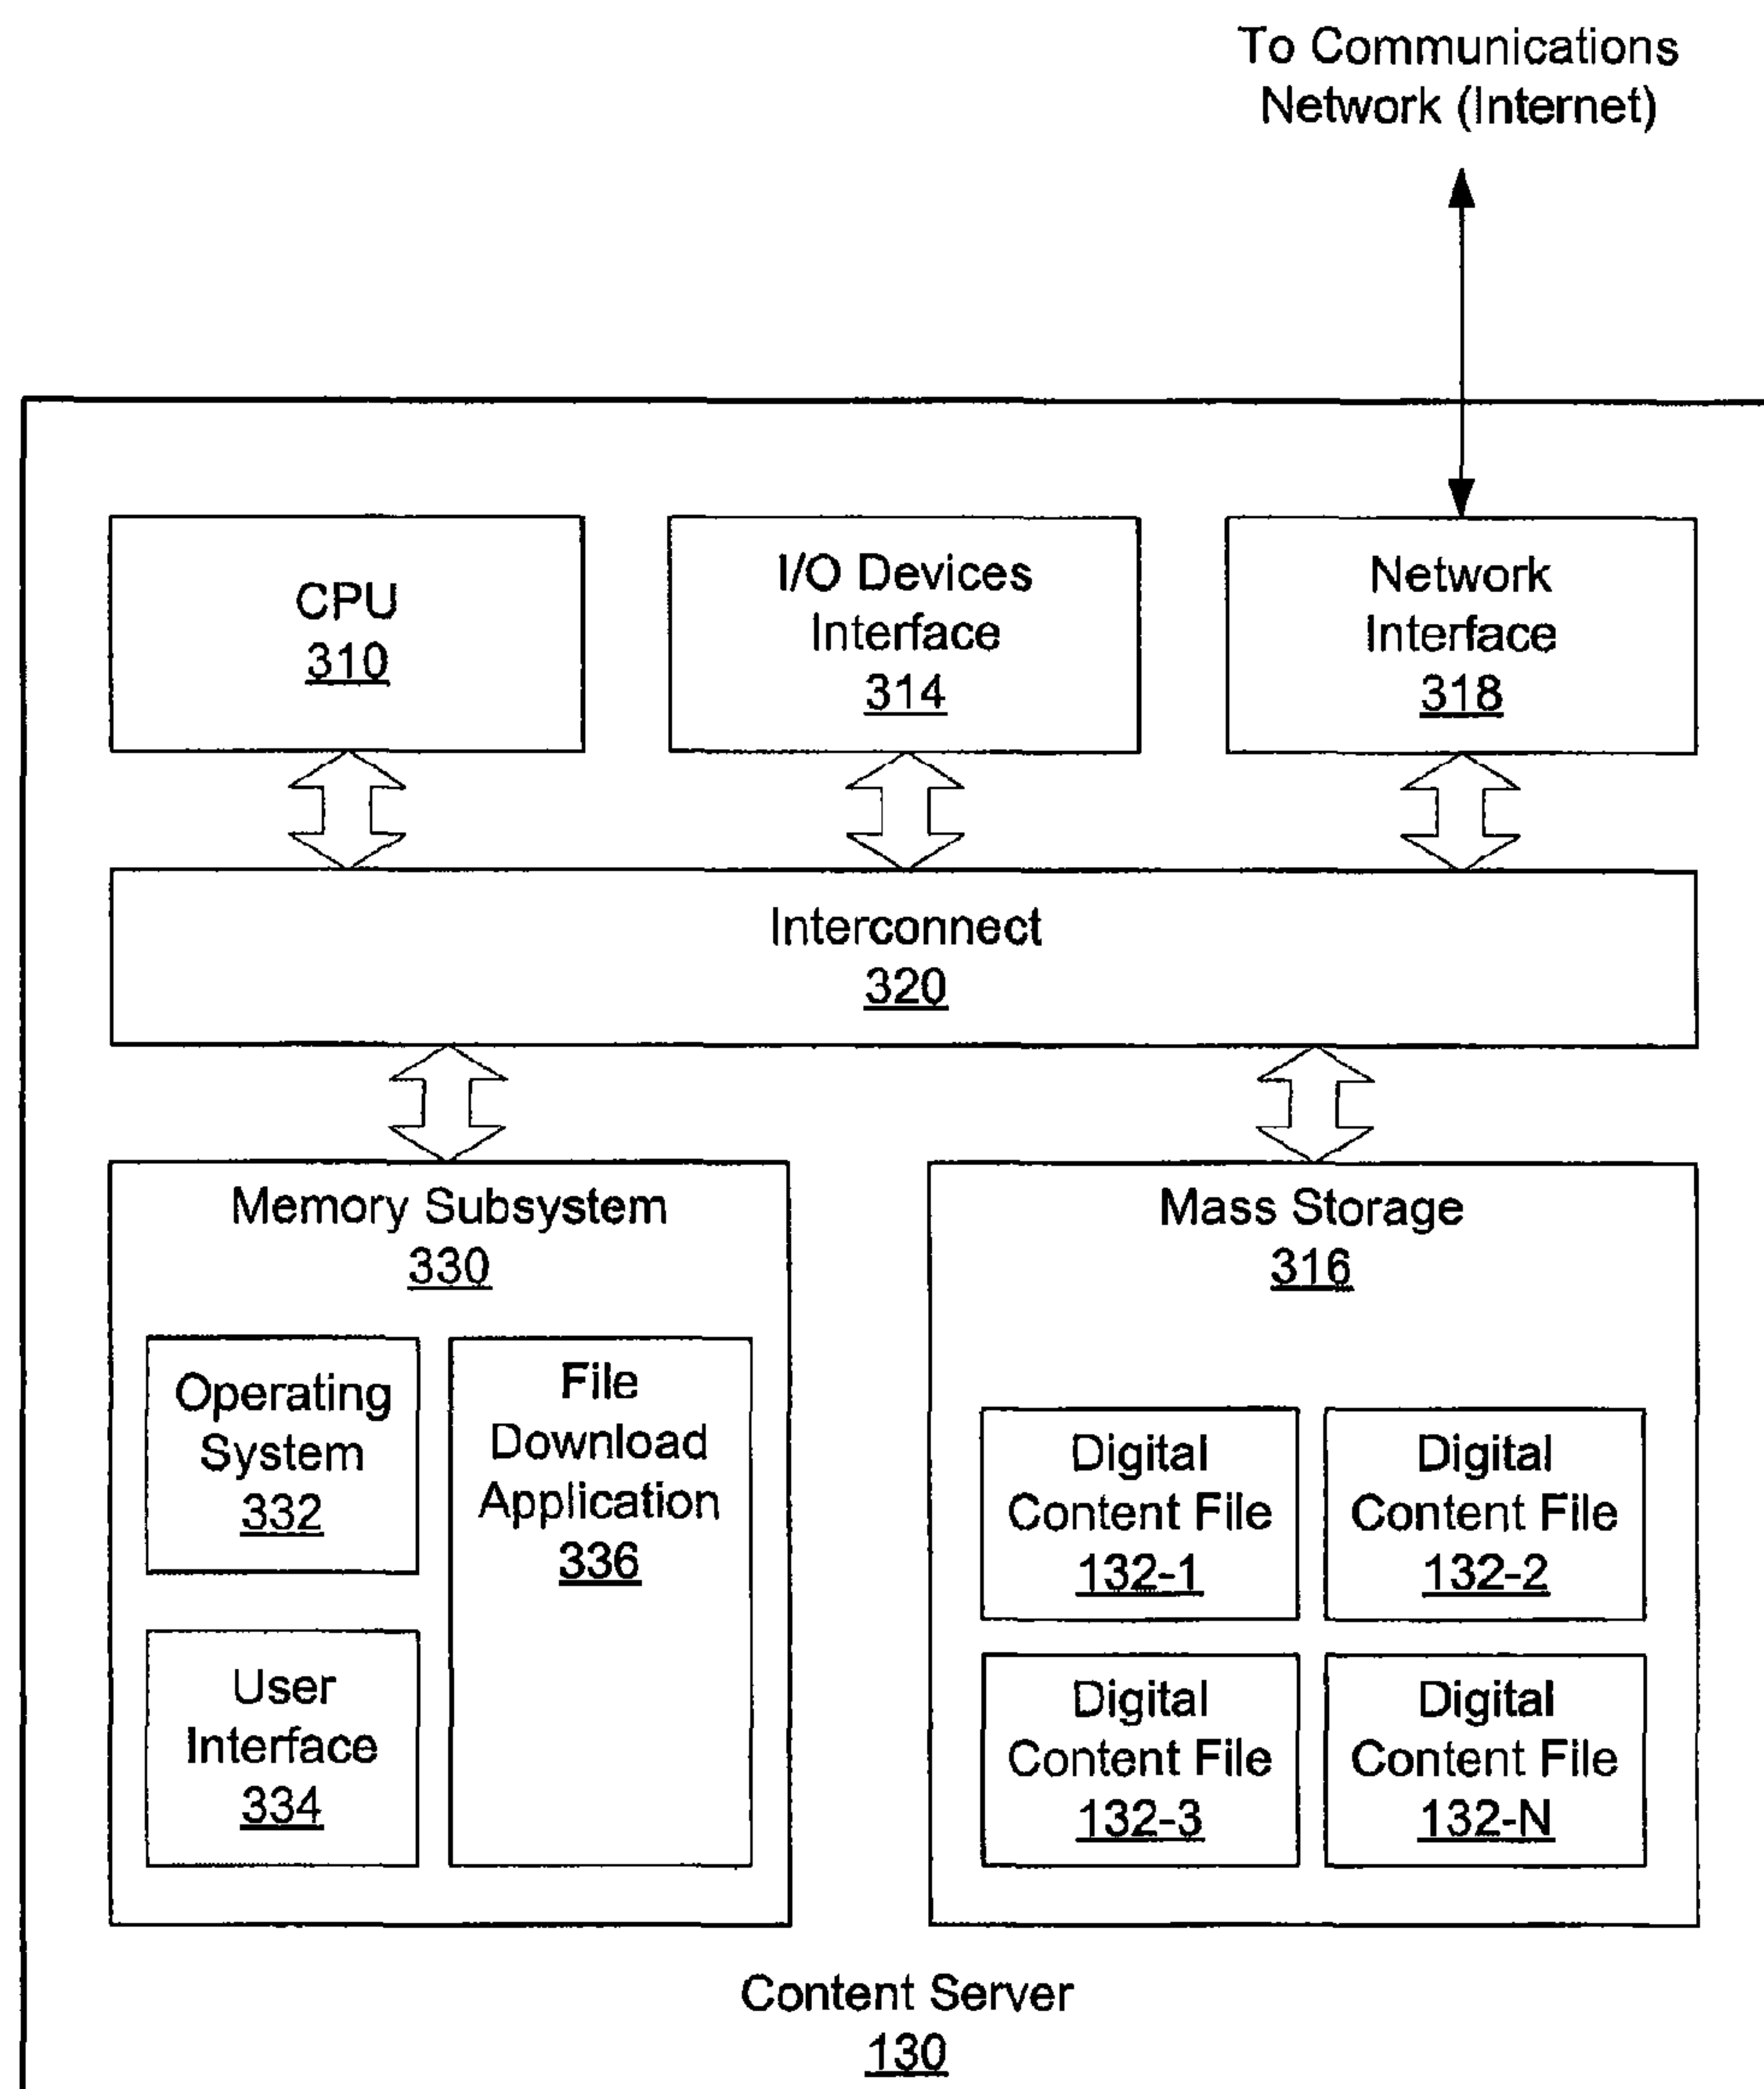 To Communications
Network (Internet)
CPU
310
I/O Devices
Interface
314
Network
Interface
318
Interconnect
320
Memory Subsystem
330
Operating
System
332
User
Interface
334
File
Download
Application
336
Mass Storage
316
Digital
Content File
132-1
Digital
Content File
132-2
Digital
Content File
132-3
Digital
Content File
132-N
Content Server
130